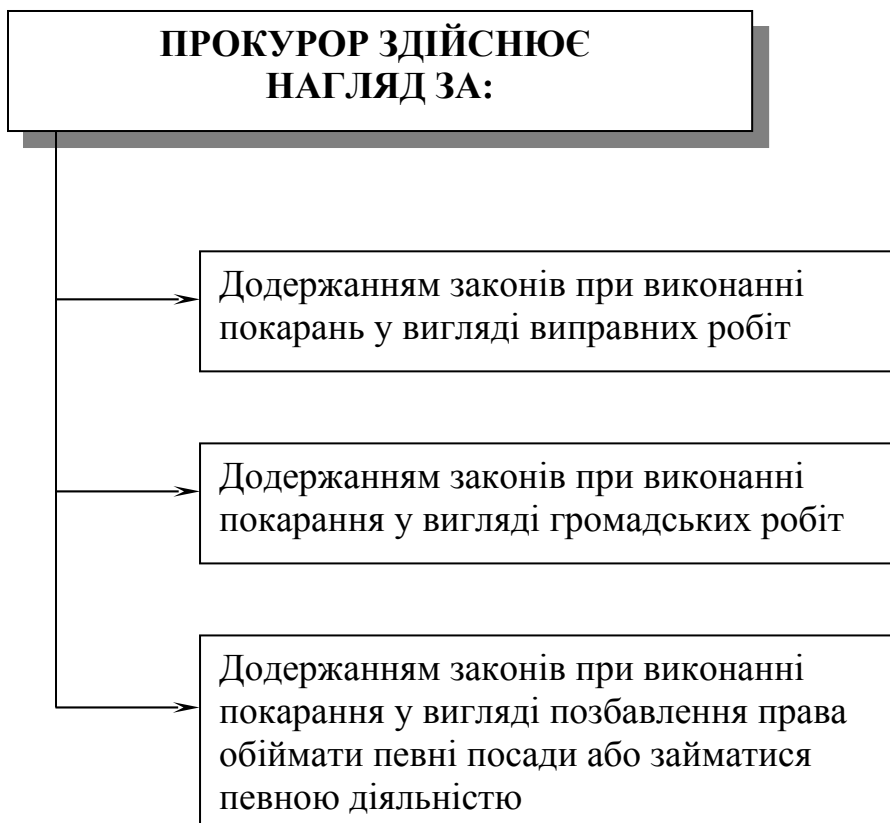 ПРОКУРОР ЗДІЙСНЮЄ
НАГЛЯД ЗА:
Додержанням законів при виконанні
покарань у вигляді виправних робіт
Додержанням законів при виконанні
покарання у вигляді громадських робіт
Додержанням законів при виконанні
покарання у вигляді позбавлення права
обіймати певні посади або займатися
певною діяльністю